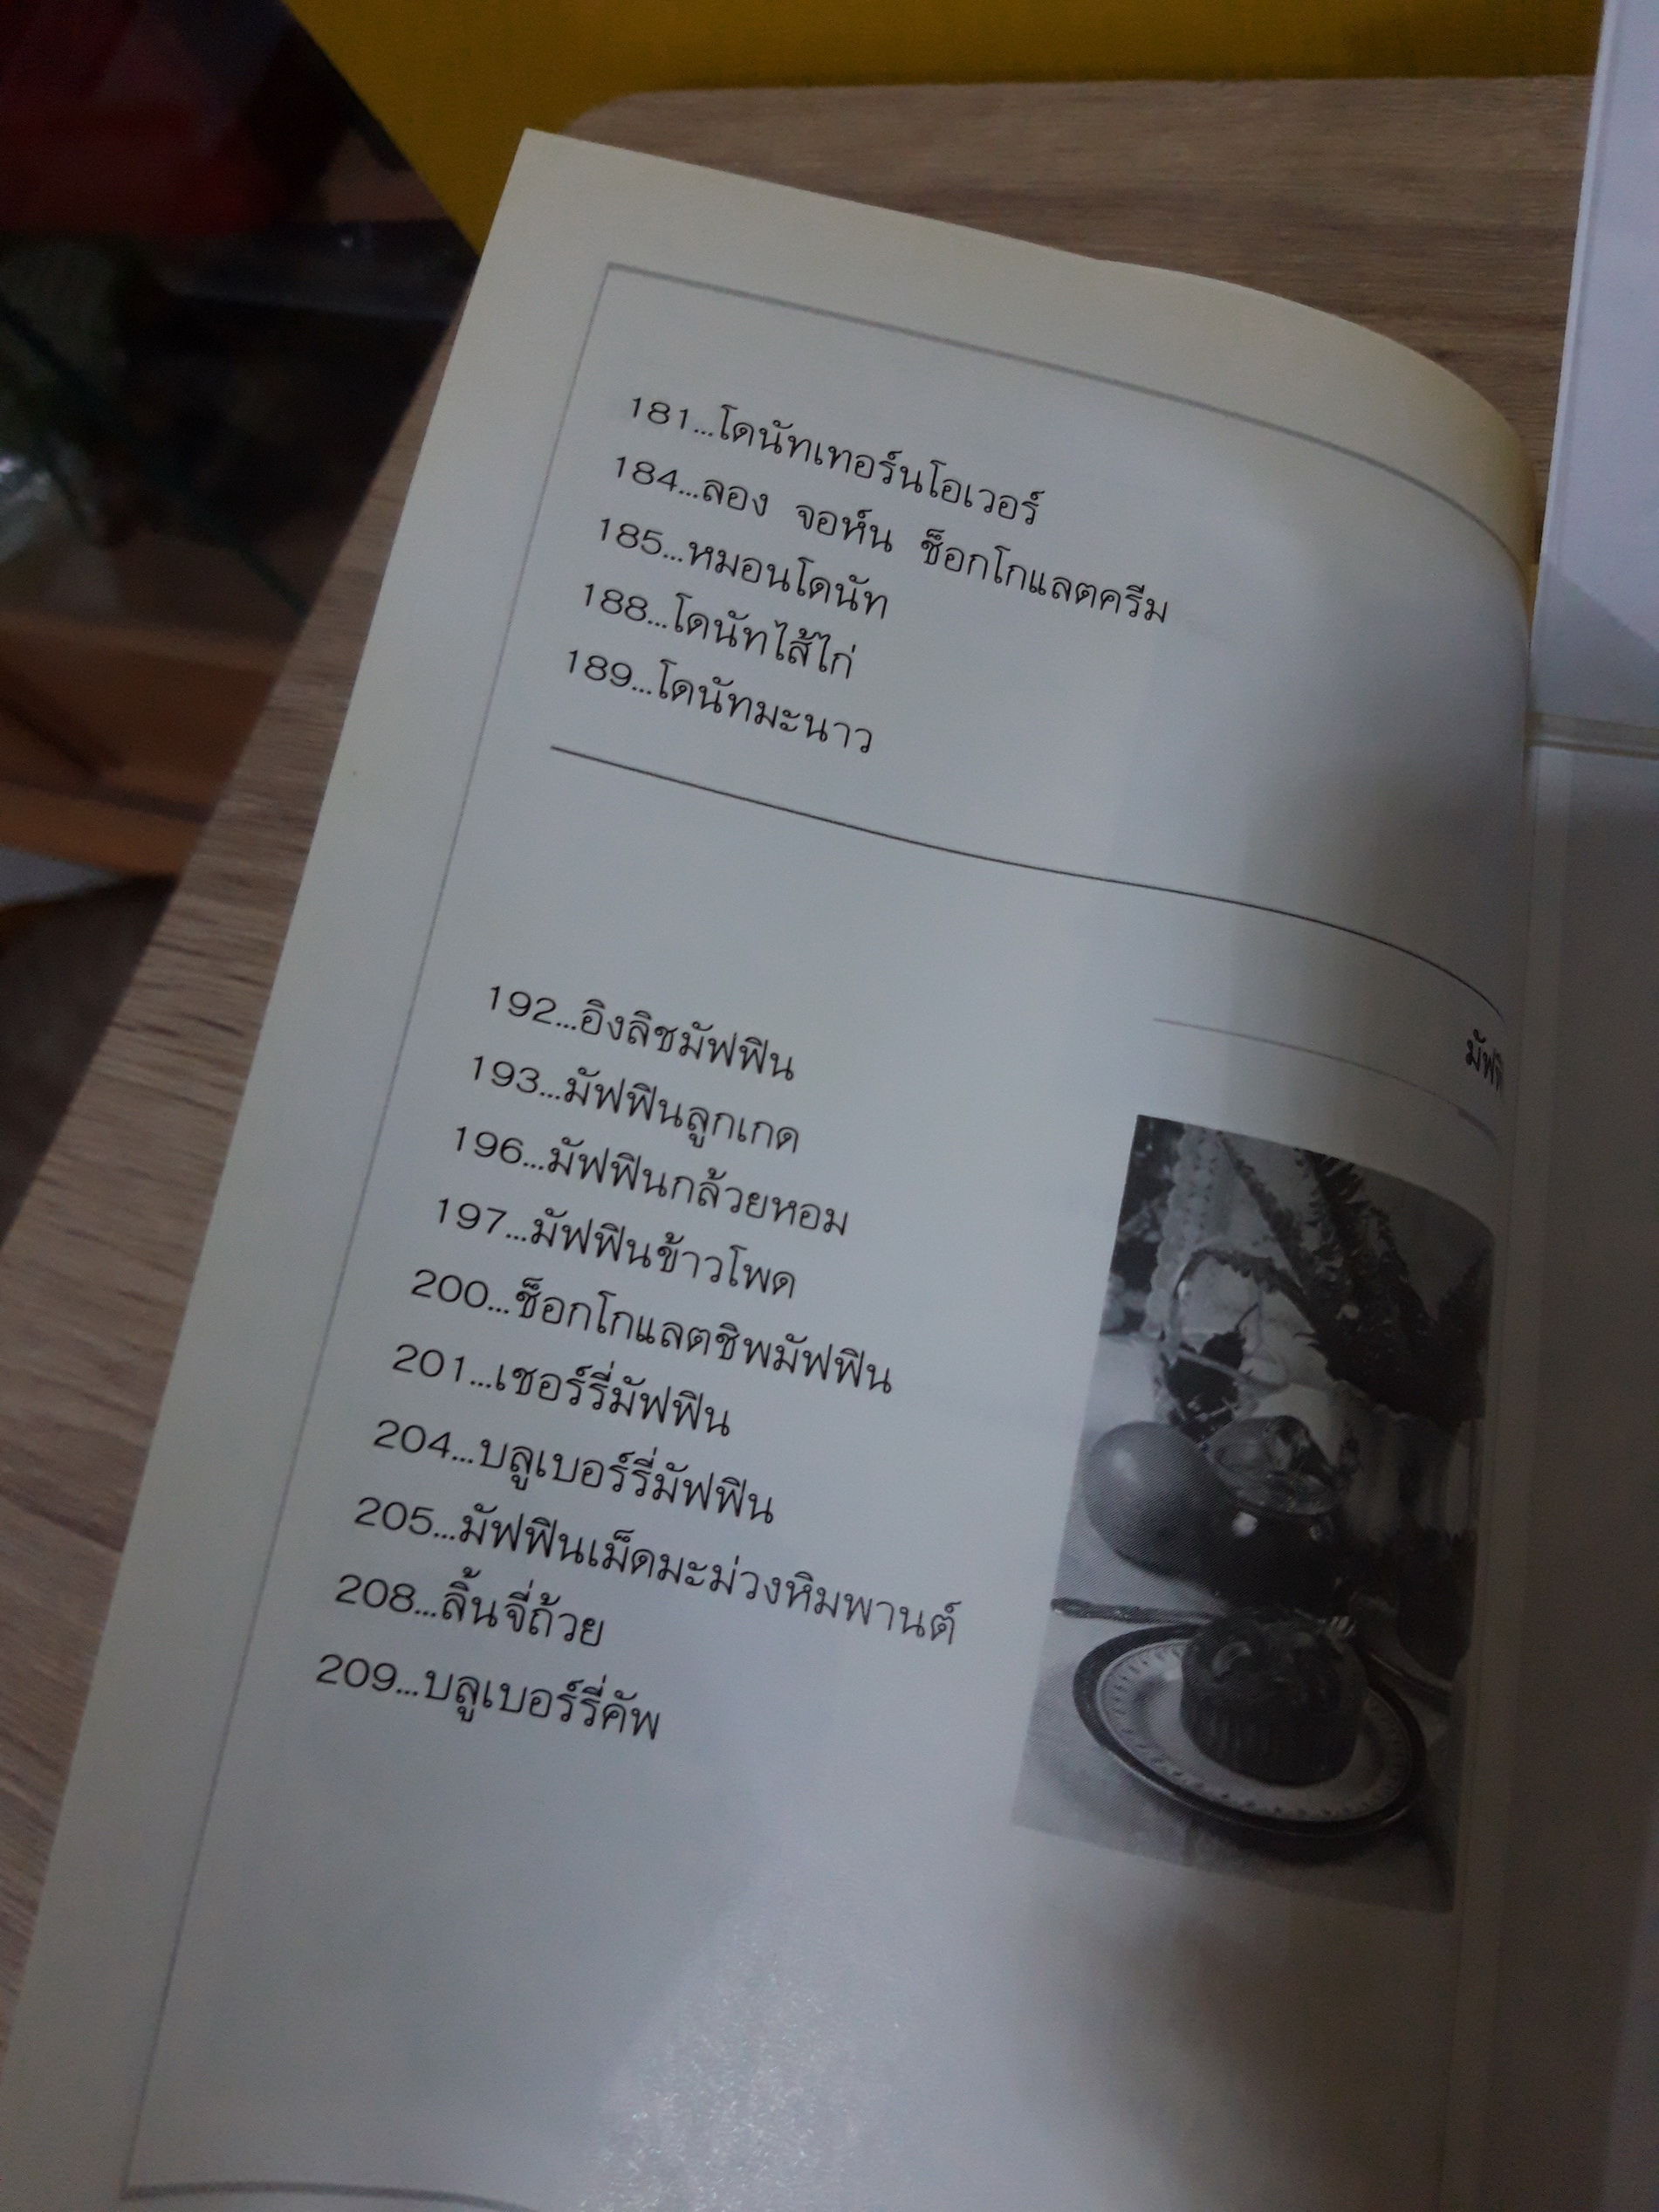 181...โดนัทเทอร์นโอเวอร์
184...ลอง จอห์น ช็อกโกแลตครีม
185...หมอนโดนัท
188...โดนัทไส้ไก่
189...โดนัทมะนาว
192...อิงลิชมัฟฟิน
193...มัฟฟินลูกเกด
196...มัฟฟินกล้วยหอม
197...มัฟฟินข้าวโพด
200...ช็อกโกแลตชิพมัฟฟิน
201...เชอร์รี่มัฟฟิน
204...บลูเบอร์รี่มัฟฟิน
205...มัฟฟินเม็ดมะม่วงหิมพานต์
208...ลิ้นจี่ถ้วย
209...บลูเบอร์รี่คัพ